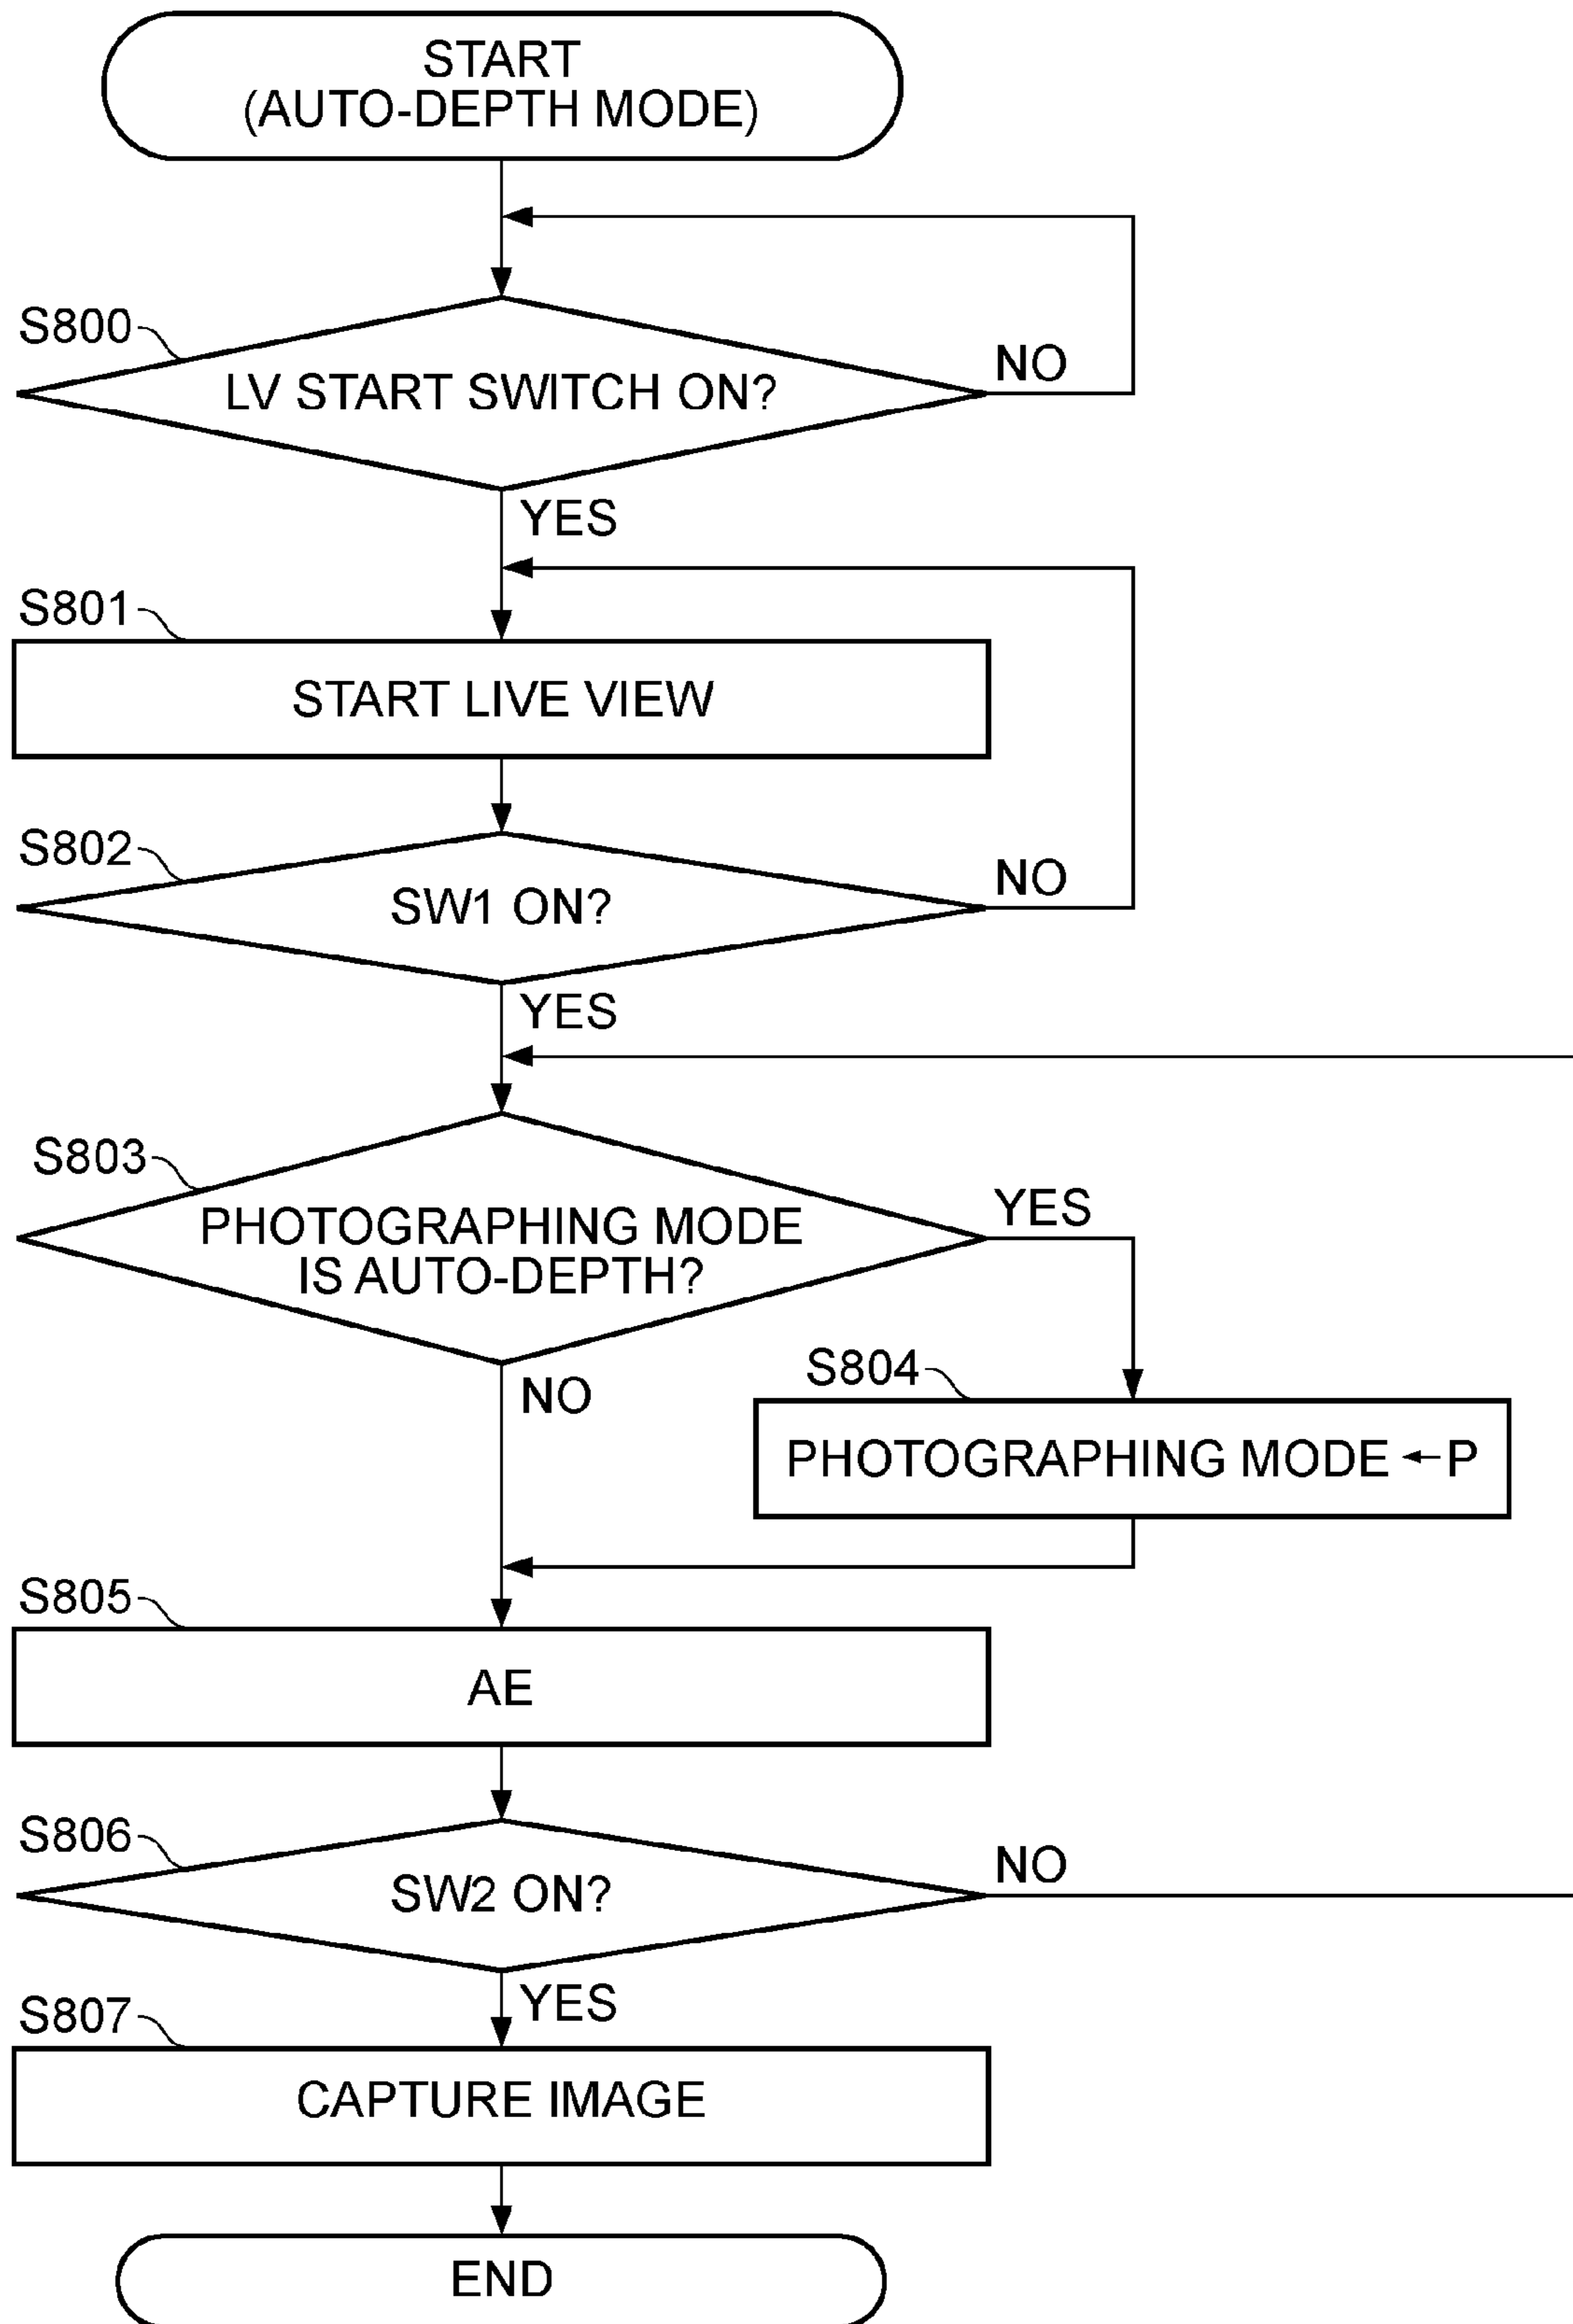 START
(AUTO-DEPTH MODE)
S800
LV START SWITCH ON?
NO
YES
S801
START LIVE VIEW
S802
SW1 ON?
NO
YES
S803
PHOTOGRAPHING MODE
IS AUTO-DEPTH?
YES
NO
S804
PHOTOGRAPHING MODE ←P
S805
AE
S806
SW2 ON?
NO
YES
S807
CAPTURE IMAGE
END